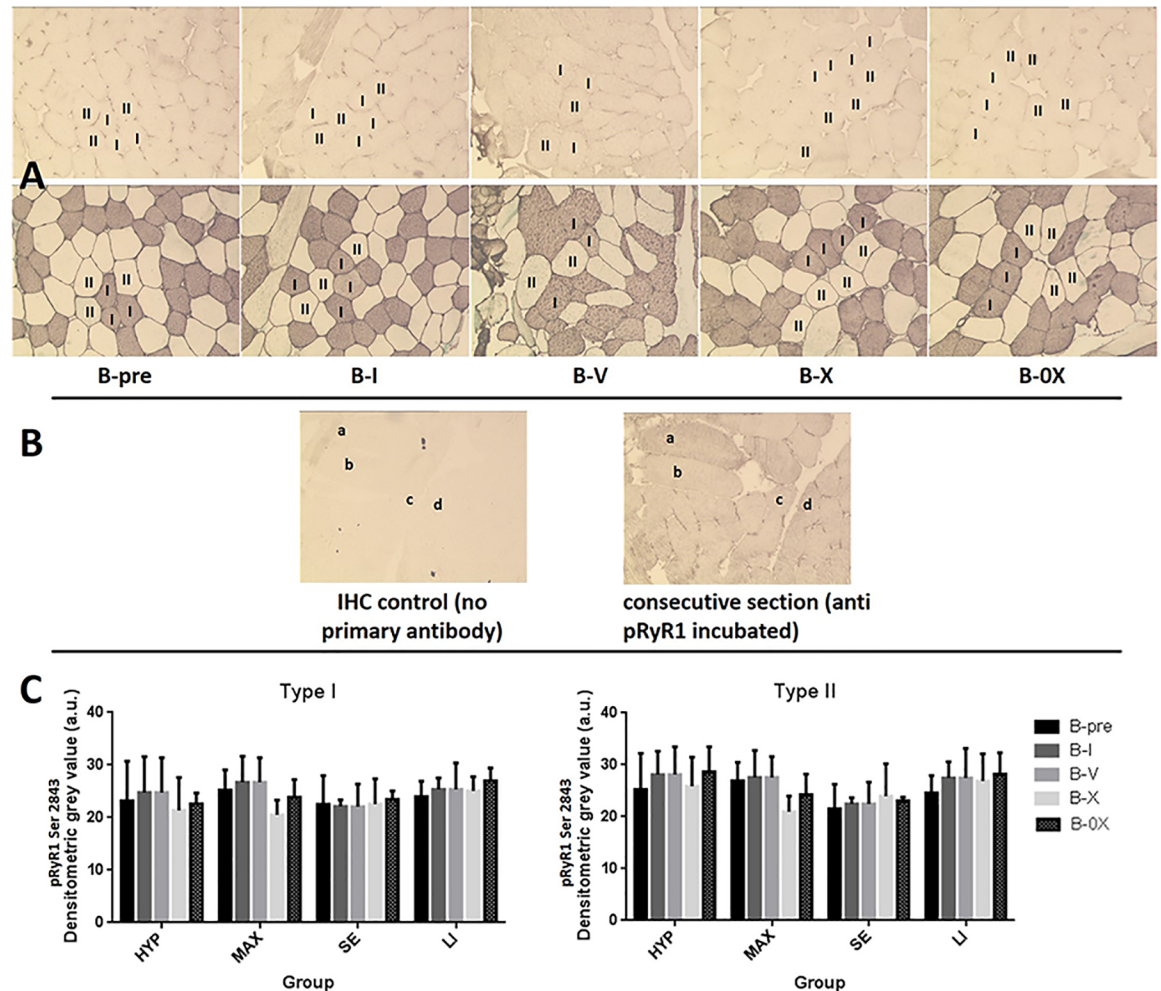 A
II II I II I I
I II I II I II I
I I II II I
I I I I II II II II
II II I I II II I
II II I II I I
II I I II I II I
I I II II I
I I I II II II II
II II I I II II I
B-pre B-I B-V B-X B-0X
B
a b c d
a b c d
IHC control (no
primary antibody)
consecutive section (anti
pRyR1 incubated)
C
Type I
pRyR1 Ser 2843
Densitometric grey value (a.u.)
40
30
20
10
0
HYP MAX SE LI
Group
Type II
pRyR1 Ser 2843
Densitometric grey value (a.u.)
40
30
20
10
0
HYP MAX SE LI
Group
B-pre
B-I
B-V
B-X
B-0X